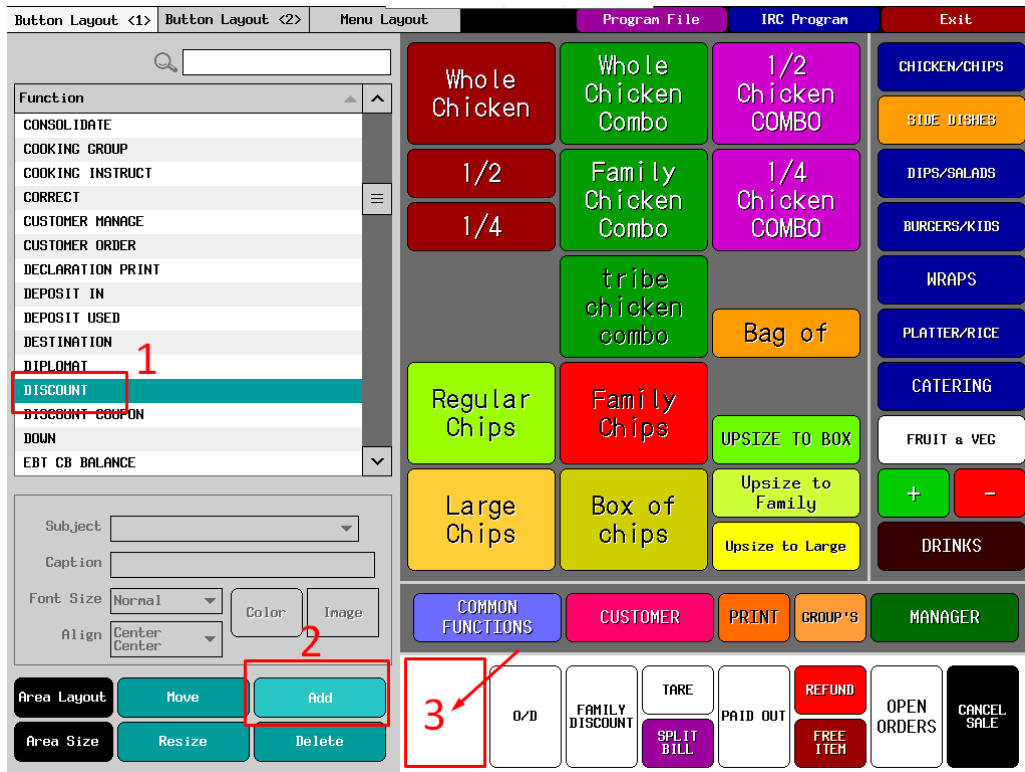 Button Layout <1>
Button Layout <2>
Menu Layout
Program File
IRC Program
Exit
Function
CONSOLIDATE
COOKING GROUP
COOKING INSTRUCT
CORRECT
CUSTOMER MANAGE
CUSTOMER ORDER
DECLARATION PRINT
DEPOSIT IN
DEPOSIT USED
DESTINATION
DIPLOMAT
DISCOUNT
DISCOUNT COUPON
DOWN
EBT CB BALANCE
1
Subject
Caption
Font Size
Normal
Align
Center
Center
Color
Image
2
Area Layout
Move
Add
Area Size
Resize
Delete
Whole
Chicken
Whole
Chicken
Combo
1/2
Chicken
COMBO
1/2
1/4
Family
Chicken
Combo
1/4
Chicken
COMBO
tribe
chicken
combo
Bag of
Regular
Chips
Family
Chips
UPSIZE TO BOX
Large
Chips
Box of
chips
Upsize to
Family
Upsize to Large
CHICKEN/CHIPS
SIDE DISHES
DIPS/SALADS
BURGERS/KIDS
WRAPS
PLATTER/RICE
CATERING
FRUIT & VEG
+
-
DRINKS
COMMON
FUNCTIONS
CUSTOMER
PRINT
GROUP'S
MANAGER
3
O/D
FAMILY
DISCOUNT
TARE
SPLIT
BILL
PAID OUT
REFUND
FREE
ITEM
OPEN
ORDERS
CANCEL
SALE